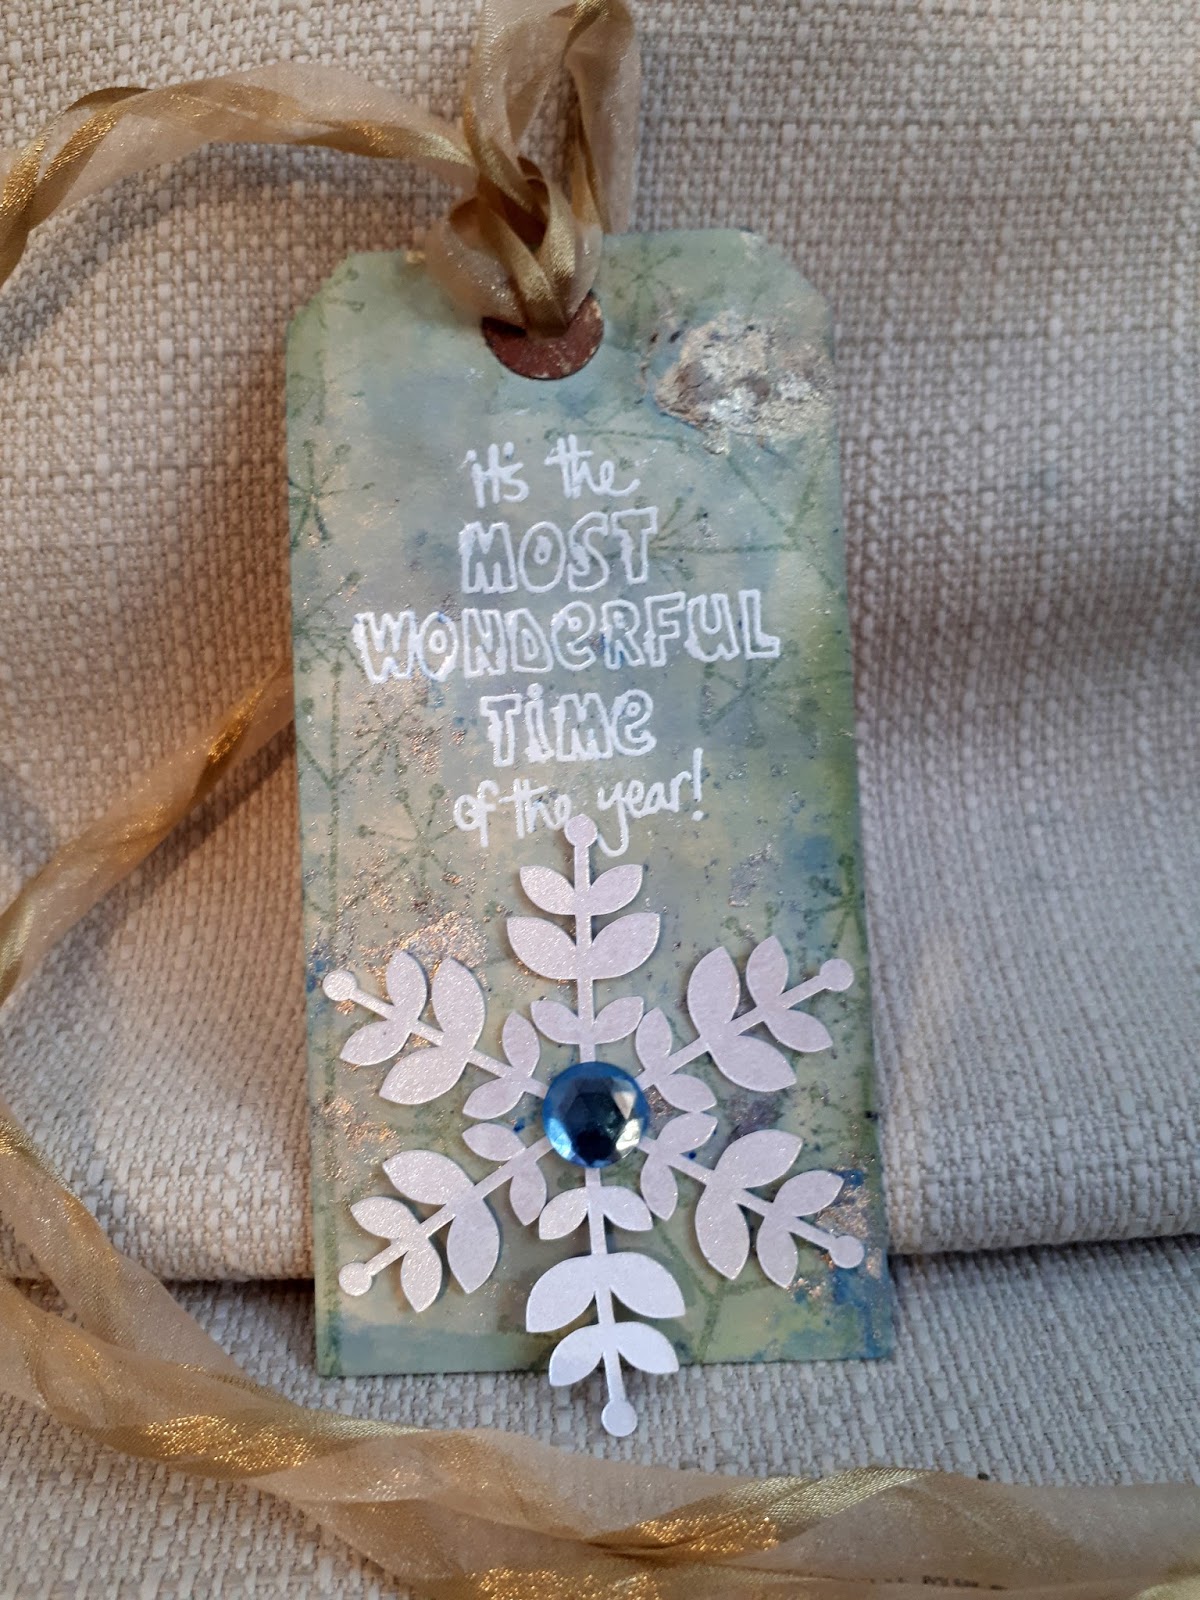 it's the
MOST
WONDeRFUL
TiMe
of the year!